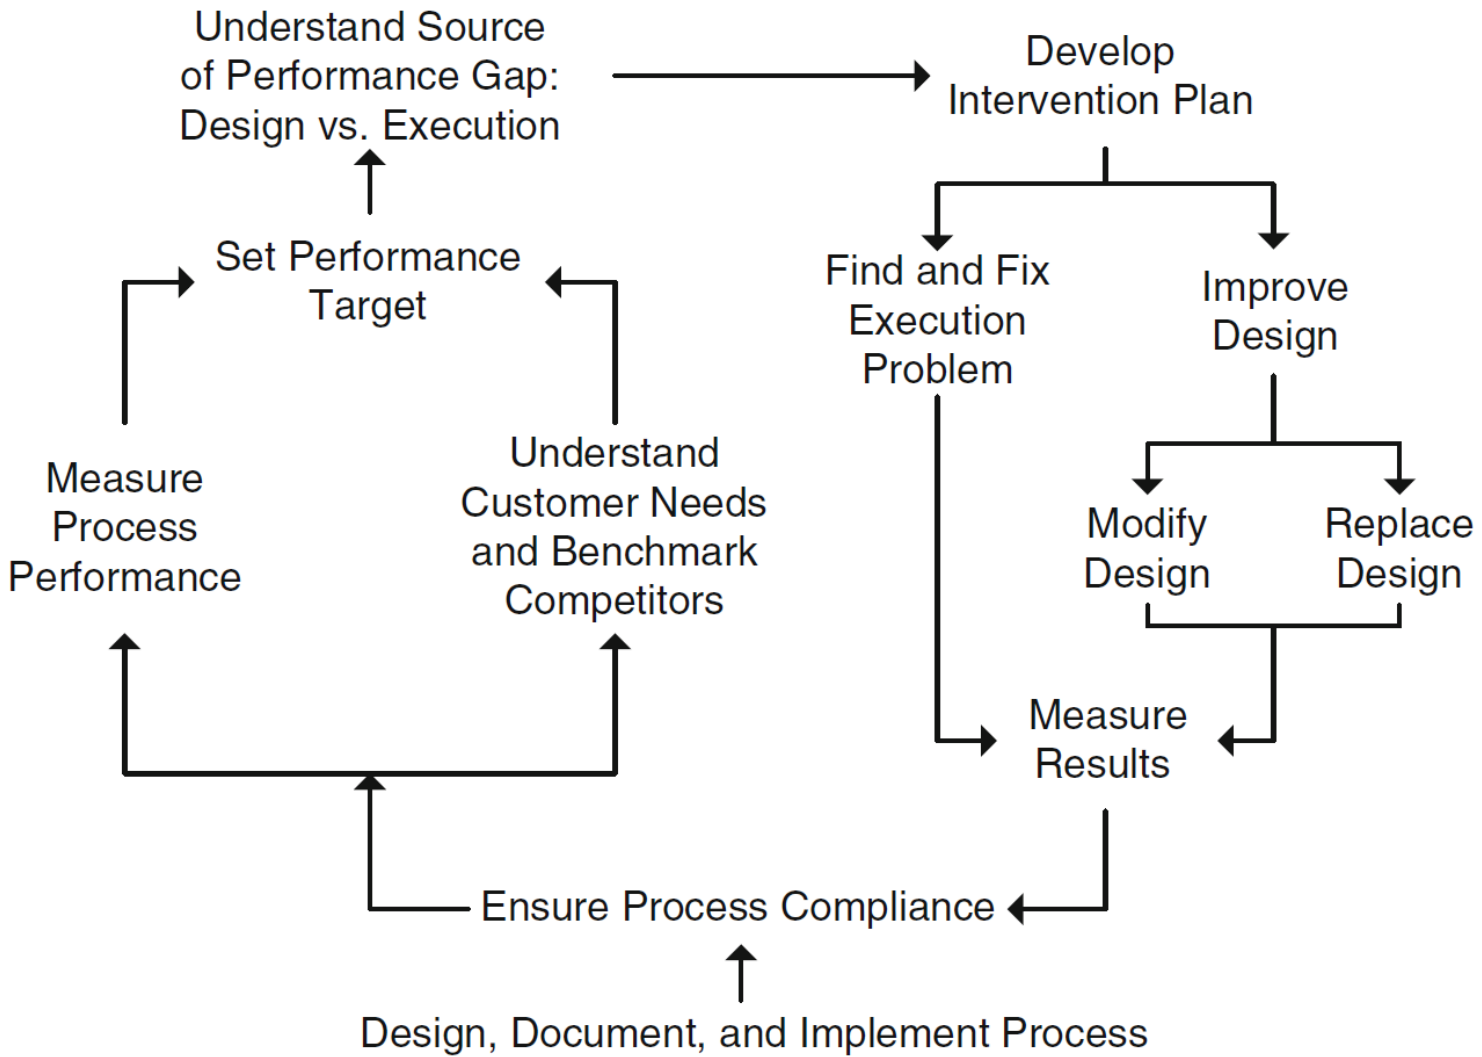 Understand Source
of Performance Gap:
Design vs. Execution
Develop
Intervention Plan
Set Performance
Target
Find and Fix
Execution
Problem
Improve
Design
Measure
Process
Performance
Understand
Customer Needs
and Benchmark
Competitors
Modify
Design
Replace
Design
Measure
Results
Ensure Process Compliance
Design, Document, and Implement Process